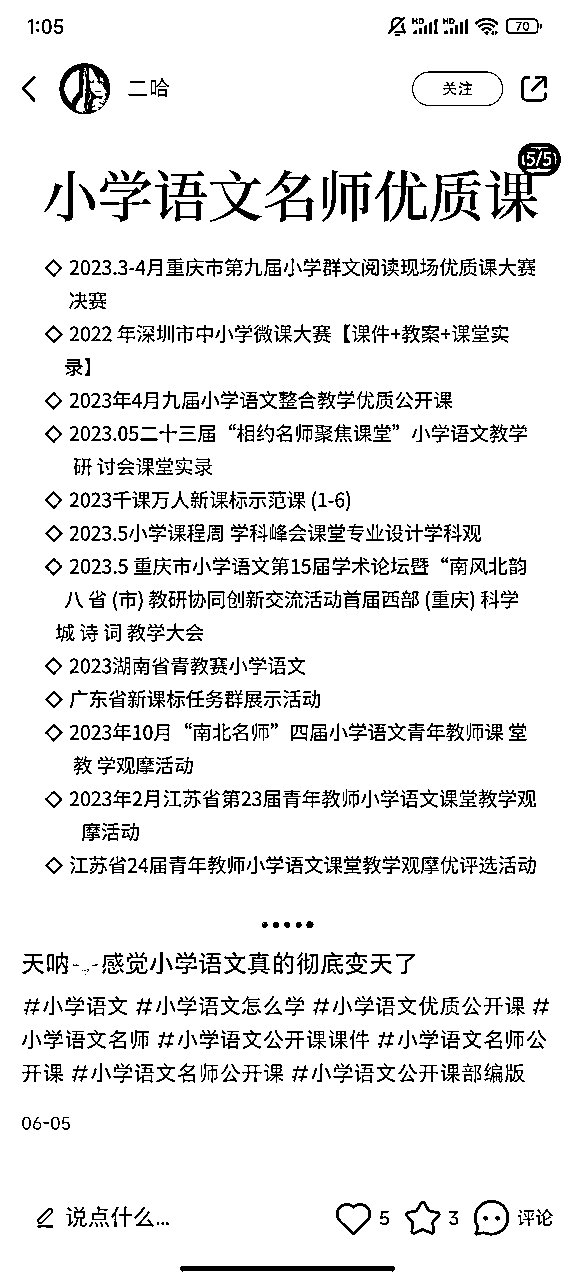 1:05
HD HD 70
二哈
关注
5/5
小学语文名师优质课
◇ 2023.3-4月重庆市第九届小学群文阅读现场优质课大赛
决赛
◇ 2022 年深圳市中小学微课大赛【课件+教案+课堂实
录】
◇ 2023年4月九届小学语文整合教学优质公开课
◇ 2023.05二十三届“相约名师聚焦课堂”小学语文教学
研 讨会课堂实录
◇ 2023千课万人新课标示范课 (1-6)
◇ 2023.5小学课程周 学科峰会课堂专业设计学科观
◇ 2023.5 重庆市小学语文第15届学术论坛暨“南风北韵
八 省 (市) 教研协同创新交流活动首届西部 (重庆) 科学
城 诗 词 教学大会
◇ 2023湖南省青教赛小学语文
◇ 广东省新课标任务群展示活动
◇ 2023年10月“南北名师”四届小学语文青年教师课 堂
教 学观摩活动
◇ 2023年2月江苏省第23届青年教师小学语文课堂教学观
摩活动
◇ 江苏省24届青年教师小学语文课堂教学观摩优评选活动
天呐-.-感觉小学语文真的彻底变天了
#小学语文 #小学语文怎么学 #小学语文优质公开课 #
小学语文名师 #小学语文公开课课件 #小学语文名师公
开课 #小学语文名师公开课 #小学语文公开课部编版
06-05
说点什么...
5
3
评论